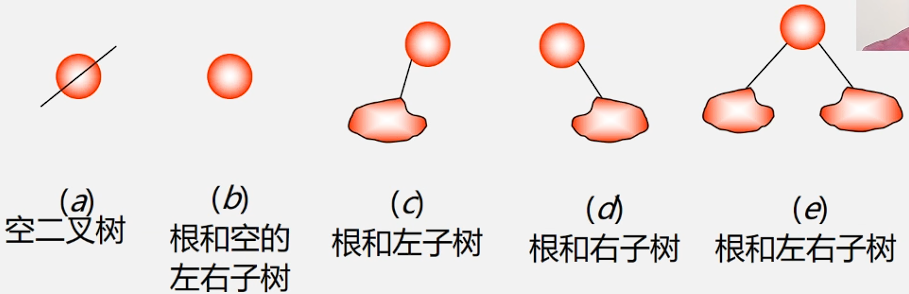 (a)
空二叉树
(b)
根和空的
左右子树
(c)
根和左子树
(d)
根和右子树
(e)
根和左右子树